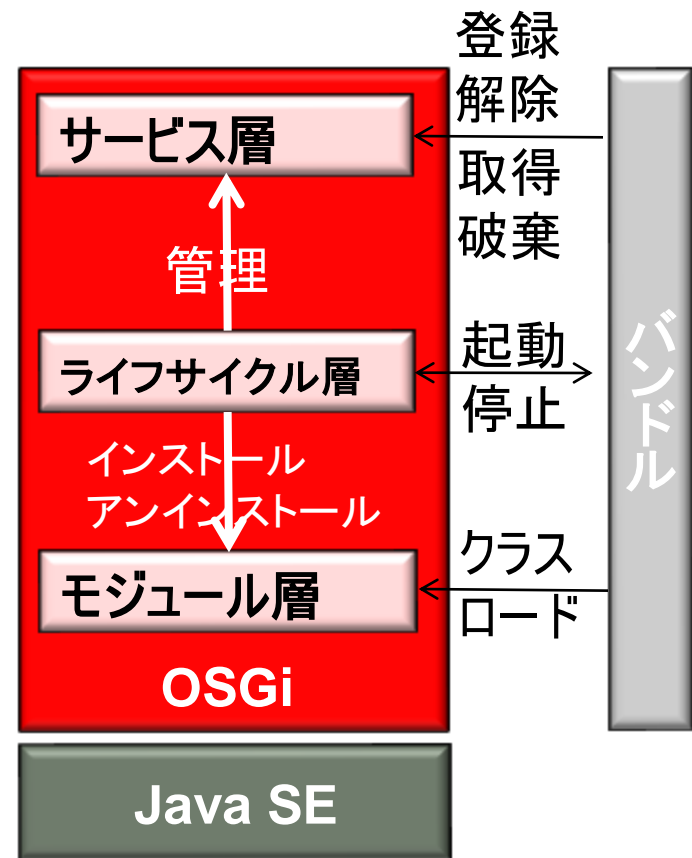 登録
解除
サービス層
取得
破棄
管理
起動
ライフサイクル層
停止
バンドル
インストール
アンインストール
クラス
ロード
モジュール層
OSGi
Java SE